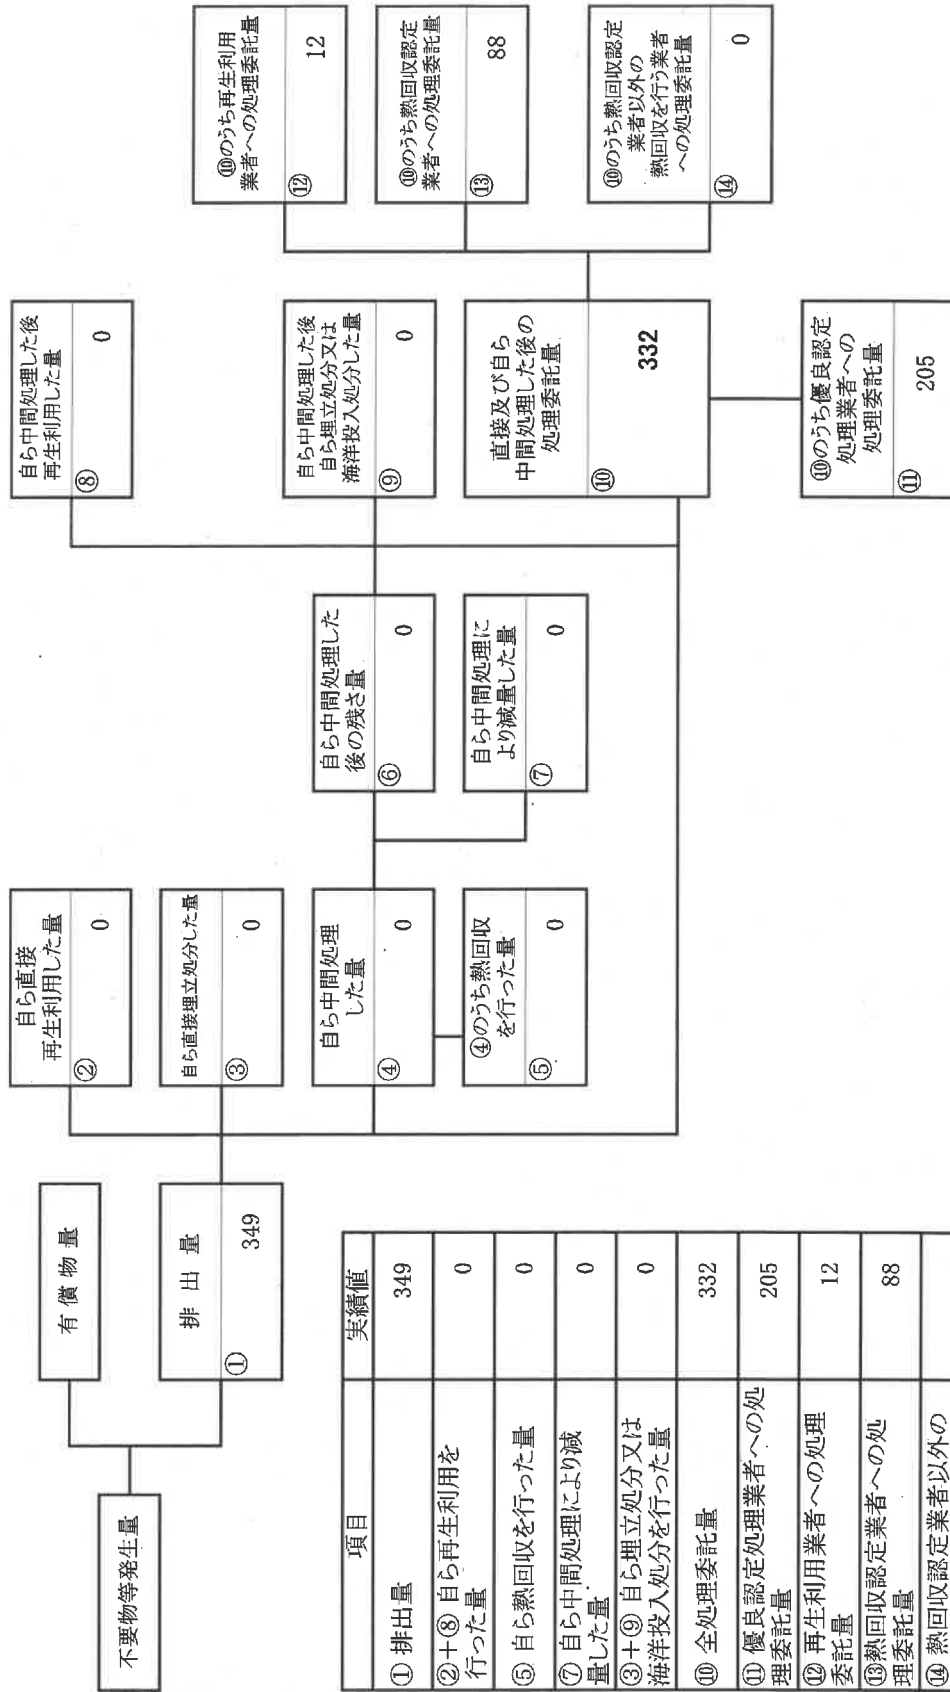 不要物等発生量
有償物量
排出量
①
349
自ら直接
再生利用した量
②
0
自ら直接埋立処分した量
③
0
自ら中間処理
した量
④
0
④のうち熱回収
を行った量
⑤
0
自ら中間処理した
後の残さ量
⑥
0
自ら中間処理に
より減量した量
⑦
0
自ら中間処理した後
再生利用した量
⑧
0
自ら中間処理した後
自ら埋立処分又は
海洋投入処分した量
⑨
0
直接及び自ら
中間処理した後の
処理委託量
⑩
332
⑩のうち優良認定
処理業者への
処理委託量
⑪
205
⑩のうち再生利用
業者への処理委託量
⑫
12
⑩のうち熱回収認定
業者への処理委託量
⑬
88
⑩のうち熱回収認定
業者以外の
熱回収を行う業者
への処理委託量
⑭
0
項目 実績値
①排出量 349
②+⑧自ら再生利用を
行った量 0
⑤自ら熱回収を行った量 0
⑦自ら中間処理により減
量した量 0
③+⑨自ら埋立処分又は
海洋投入処分を行った量 0
⑩全処理委託量 332
⑪優良認定処理業者への処
理委託量 205
⑫再生利用業者への処理
委託量 12
⑬熱回収認定業者への処
理委託量 88
⑭熱回収認定業者以外の